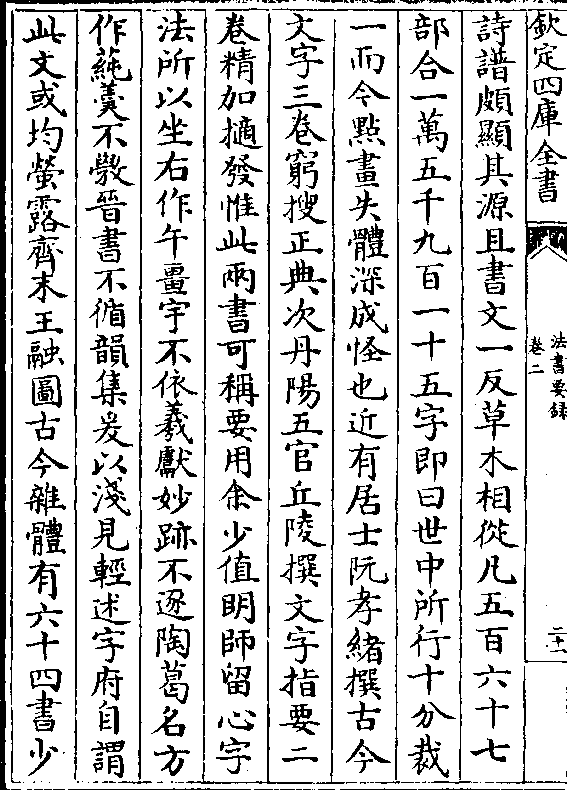 欽定四庫全書
法書要録
卷二
二十一
詩譜頗顯其源且書文一反草木相從凡五百六十七
部合一萬五千九百一十五字即曰世中所行十分裁
一而今點畫失體深成怪也近有居士阮孝緒撰古今
文字三卷窮搜正典次丹陽五官丘陵撰文字指要二
卷精加擿發惟此兩書可稱要用余少值明師留心字
法所以坐右作午畺宇不依羲獻妙跡不逐陶葛名方
作蒓羹不斅晉書不循韻集爰以淺見輕述字府自謂
此文或均螢露齊末王融圖古今雜體有六十四書少